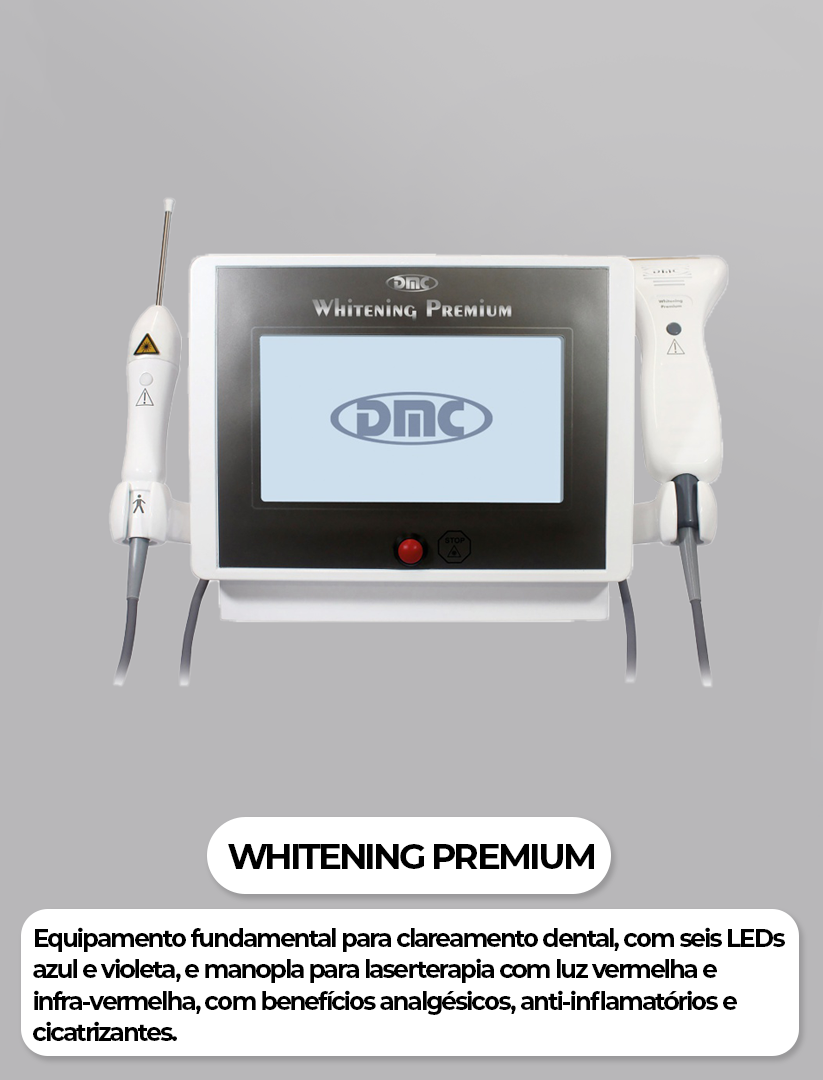 DMC
WHITENING PREMIUM
DMC
STOP
Whitening
Premium
WHITENING PREMIUM
Equipamento fundamental para clareamento dental, com seis LEDs
azul e violeta, e manopla para laserterapia com luz vermelha e
infra-vermelha, com benefícios analgésicos, anti-inflamatórios e
cicatrizantes.